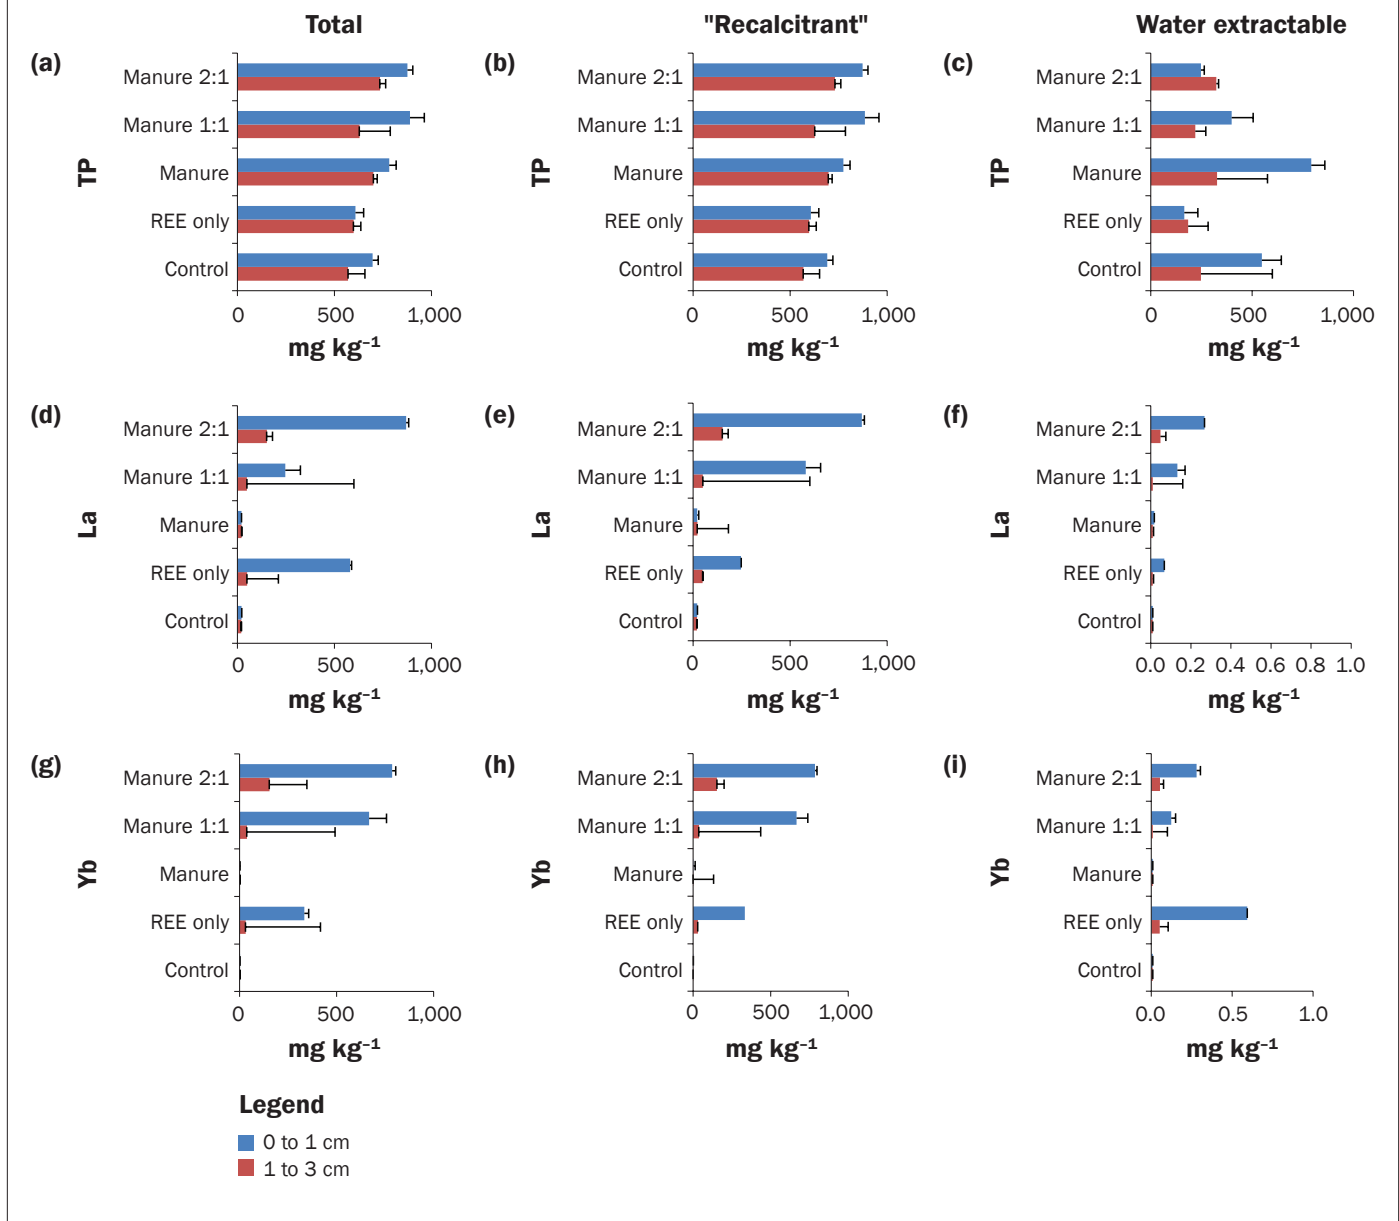 Total
"Recalcitrant"
Water extractable
(a)
TP
Manure 2:1
Manure 1:1
Manure
REE only
Control
0 500 1,000
mg kg⁻¹
(b)
TP
Manure 2:1
Manure 1:1
Manure
REE only
Control
0 500 1,000
mg kg⁻¹
(c)
TP
Manure 2:1
Manure 1:1
Manure
REE only
Control
0 500 1,000
mg kg⁻¹
(d)
La
Manure 2:1
Manure 1:1
Manure
REE only
Control
0 500 1,000
mg kg⁻¹
(e)
La
Manure 2:1
Manure 1:1
Manure
REE only
Control
0 500 1,000
mg kg⁻¹
(f)
La
Manure 2:1
Manure 1:1
Manure
REE only
Control
0.0 0.2 0.4 0.6 0.8 1.0
mg kg⁻¹
(g)
Yb
Manure 2:1
Manure 1:1
Manure
REE only
Control
0 500 1,000
mg kg⁻¹
(h)
Yb
Manure 2:1
Manure 1:1
Manure
REE only
Control
0 500 1,000
mg kg⁻¹
(i)
Yb
Manure 2:1
Manure 1:1
Manure
REE only
Control
0.0 0.5 1.0
mg kg⁻¹
Legend
0 to 1 cm
1 to 3 cm